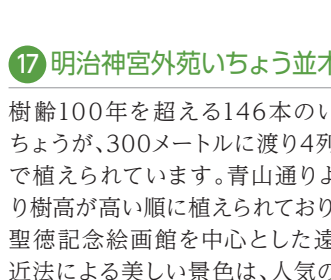 17 明治神宮外苑いちょう並木
樹齢100年を超える146本のい
ちょうが、300メートルに渡り4列
で植えられています。青山通りよ
り樹高が高い順に植えられており
聖徳記念絵画館を中心とした遠
近法による美しい景色は、人気の